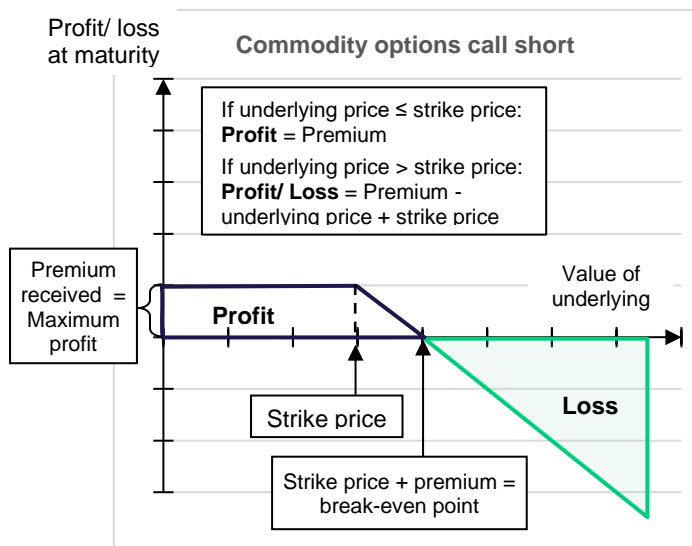 Profit/ loss
at maturity
Commodity options call short
If underlying price ≤ strike price:
Profit = Premium
If underlying price > strike price:
Profit/ Loss = Premium -
underlying price + strike price
Premium
received =
Maximum
profit
Profit
Value of
underlying
Strike price
Loss
Strike price + premium =
break-even point